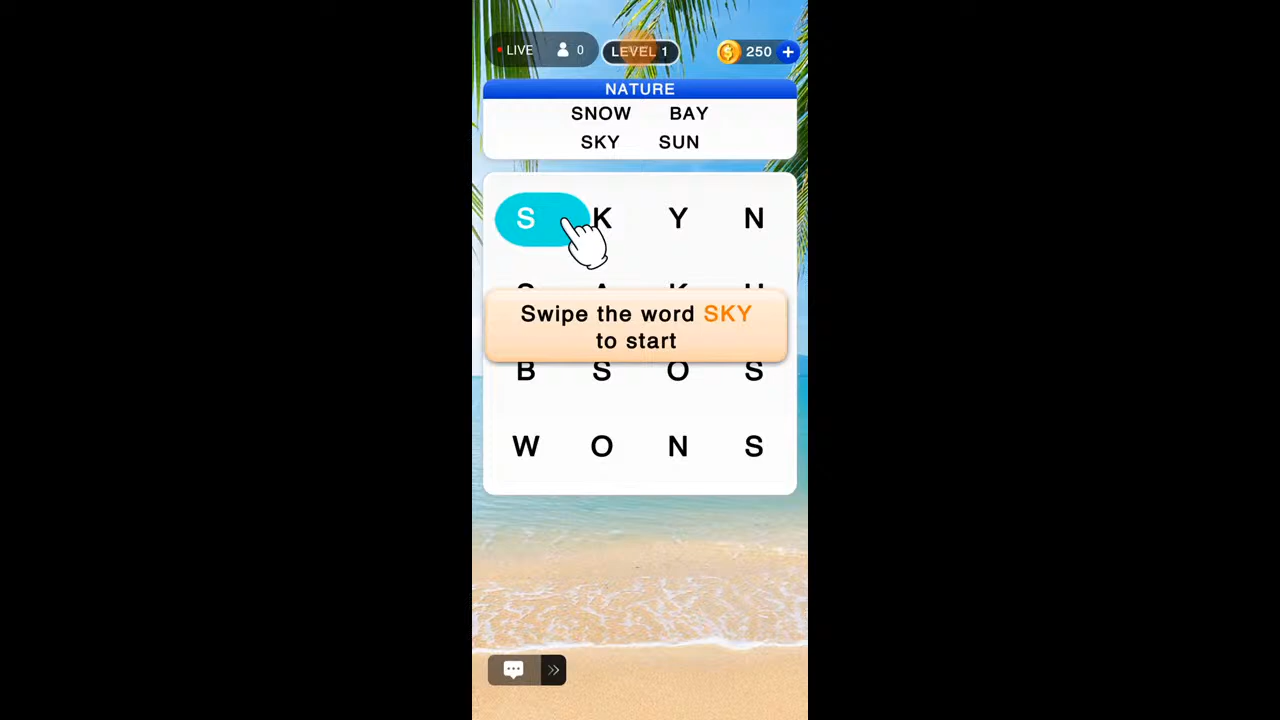 LIVE 0 LEVEL 1 250 +
NATURE
SNOW BAY
SKY SUN
S K Y N
Swipe the word SKY
to start
B S O S
W O N S